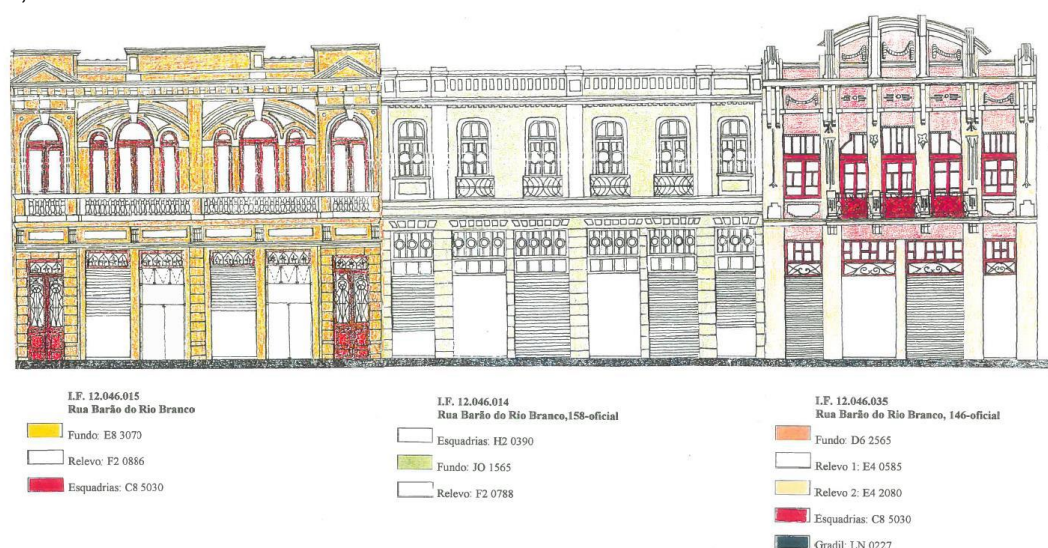 I.F. 12.046.015
Rua Barão do Rio Branco
Fundo: E8 3070
Relevo: F2 0886
Esquadrias: C8 5030
I.F. 12.046.014
Rua Barão do Rio Branco,158-oficial
Esquadrias: H2 0390
Fundo: JO 1565
Relevo: F2 0788
I.F. 12.046.035
Rua Barão do Rio Branco, 146-oficial
Fundo: D6 2565
Relevo 1: E4 0585
Relevo 2: E4 2080
Esquadrias: C8 5030
Gradil: LN 0227